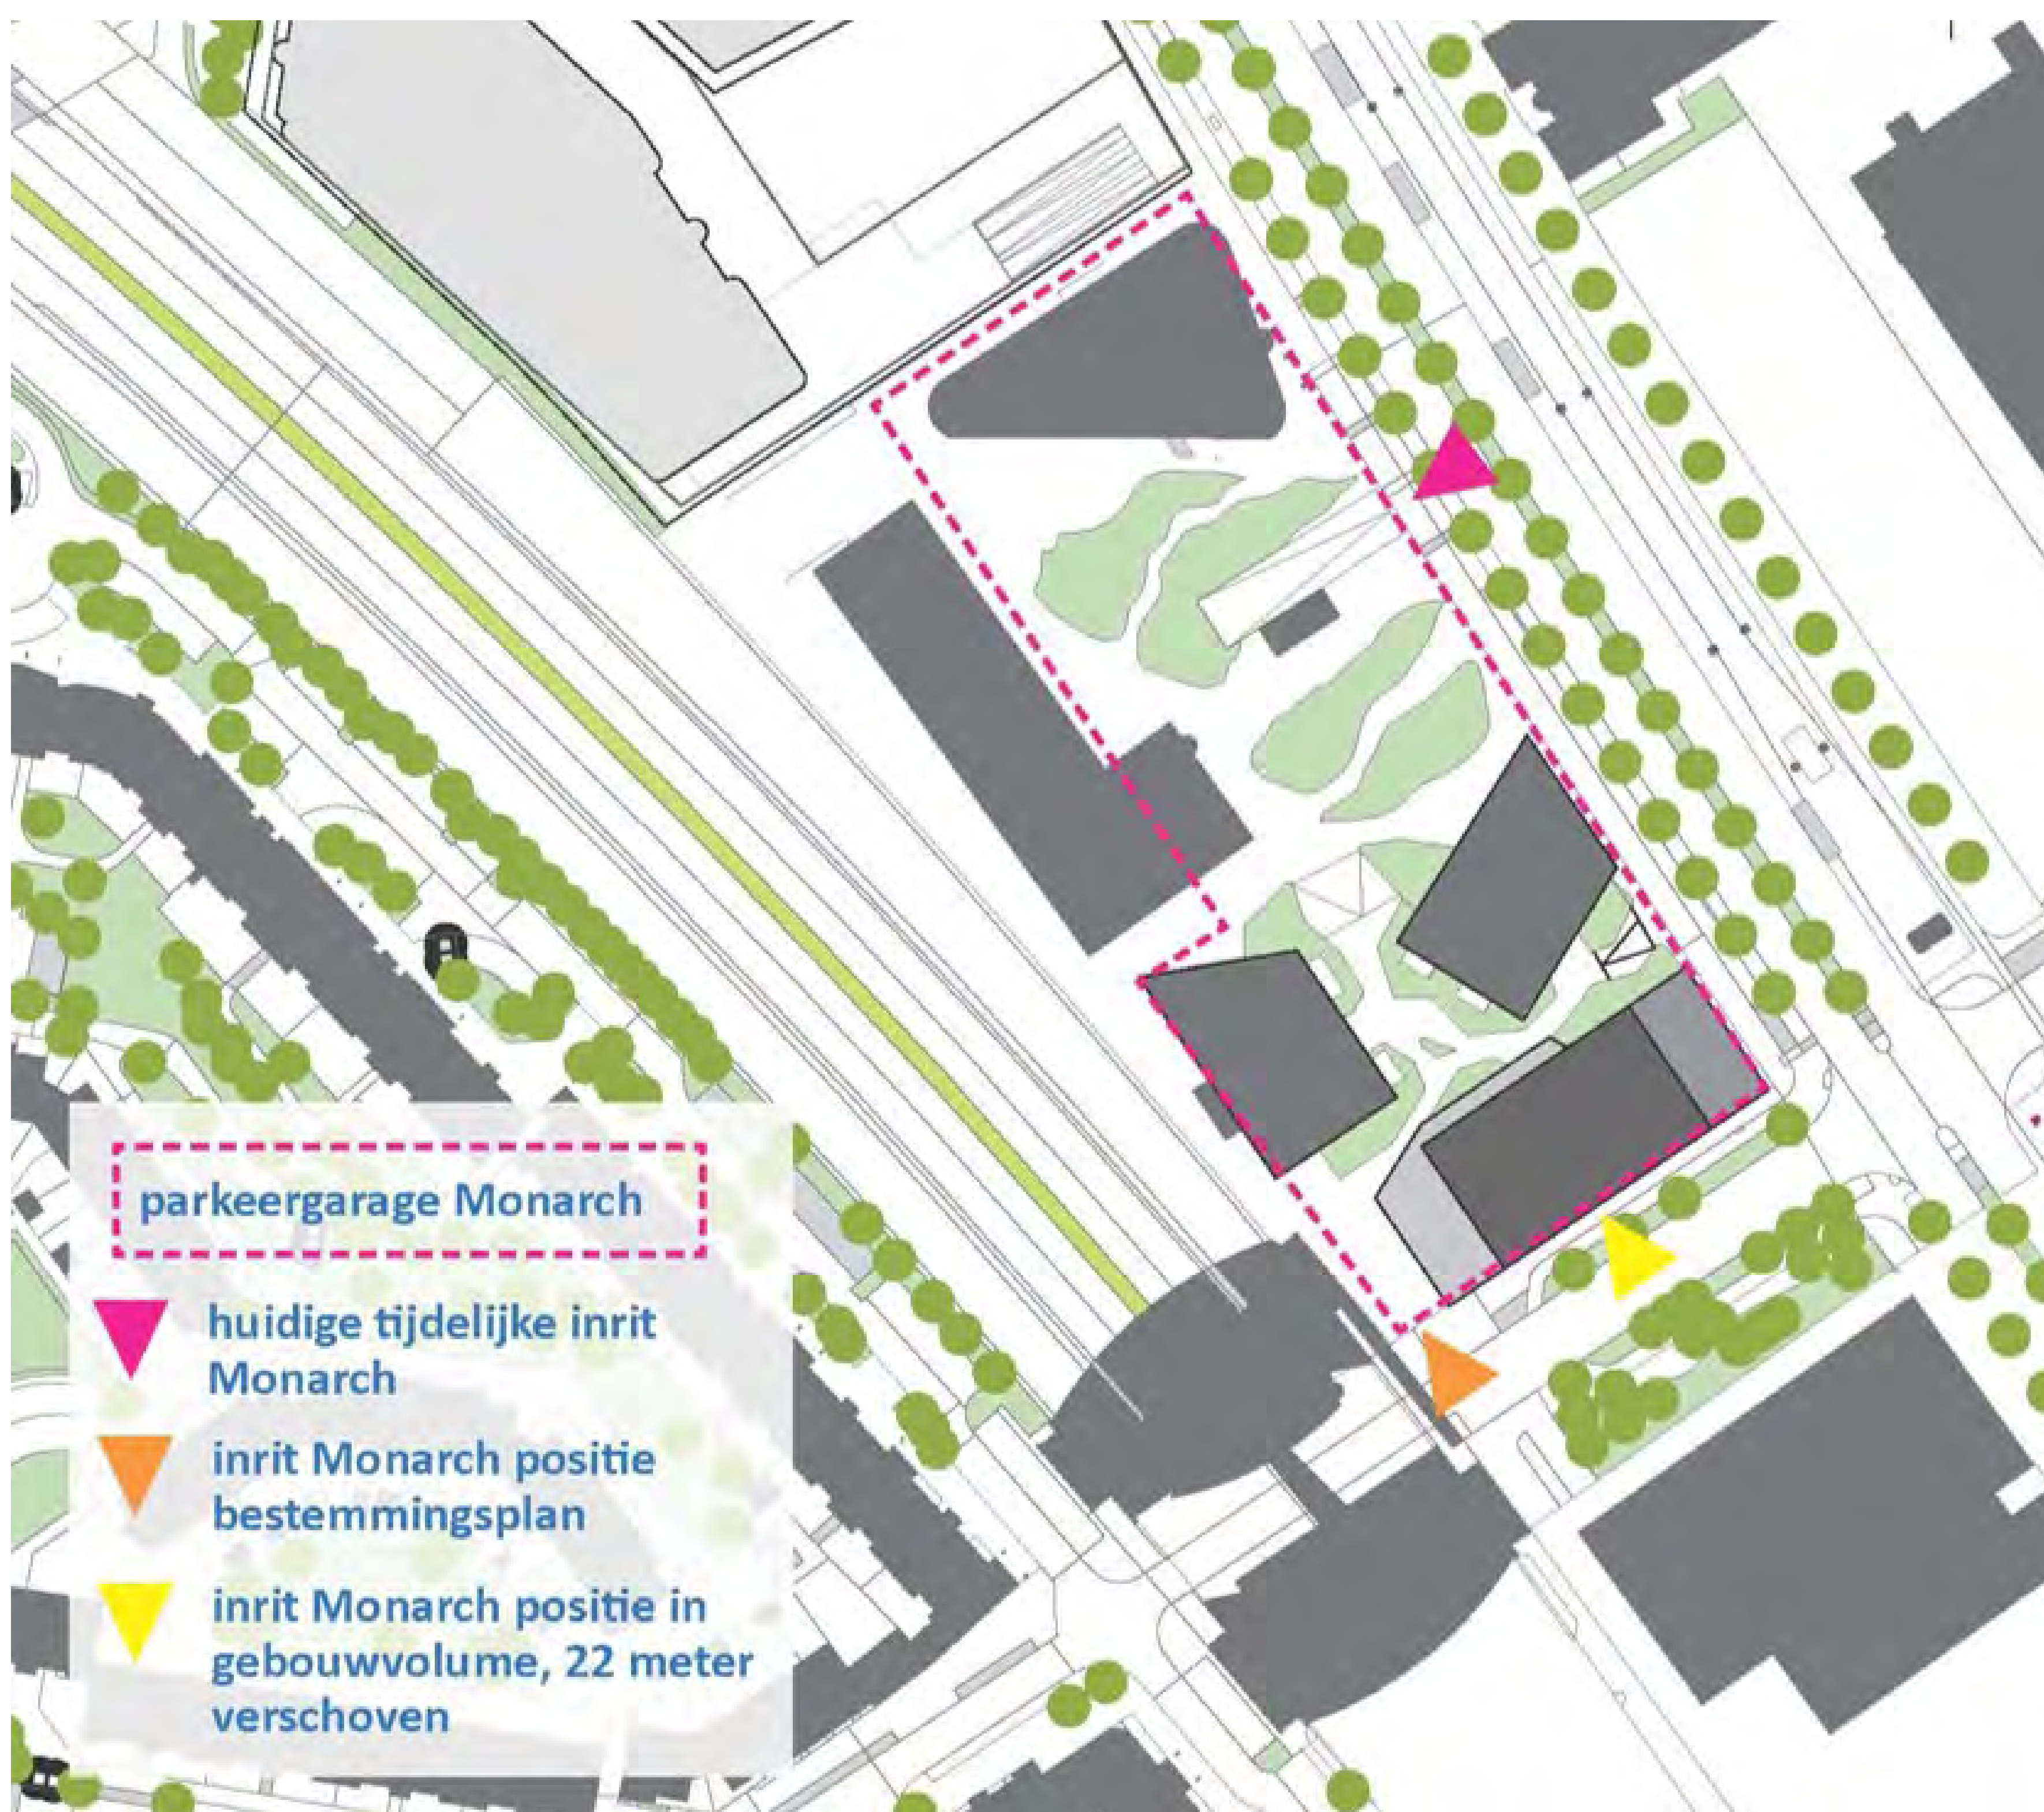 parkeergarage Monarch
huidige tijdelijke inrit
Monarch
inrit Monarch positie
bestemmingsplan
inrit Monarch positie in
gebouwvolume, 22 meter
verschoven